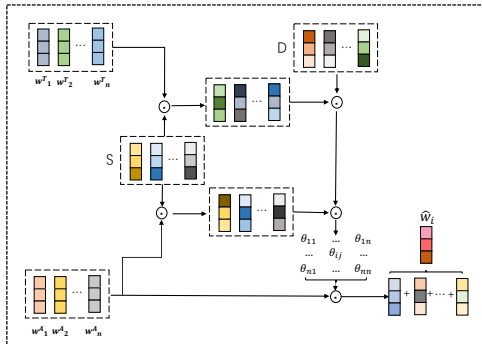 D
...
...
w^T_1 w^T_2 w^T_n
...
S
...
...
ŵ_i
θ_11 ... θ_1n
... θ_ij ...
θ_n1 ... θ_nn
...
+ + ... +
w^A_1 w^A_2 w^A_n